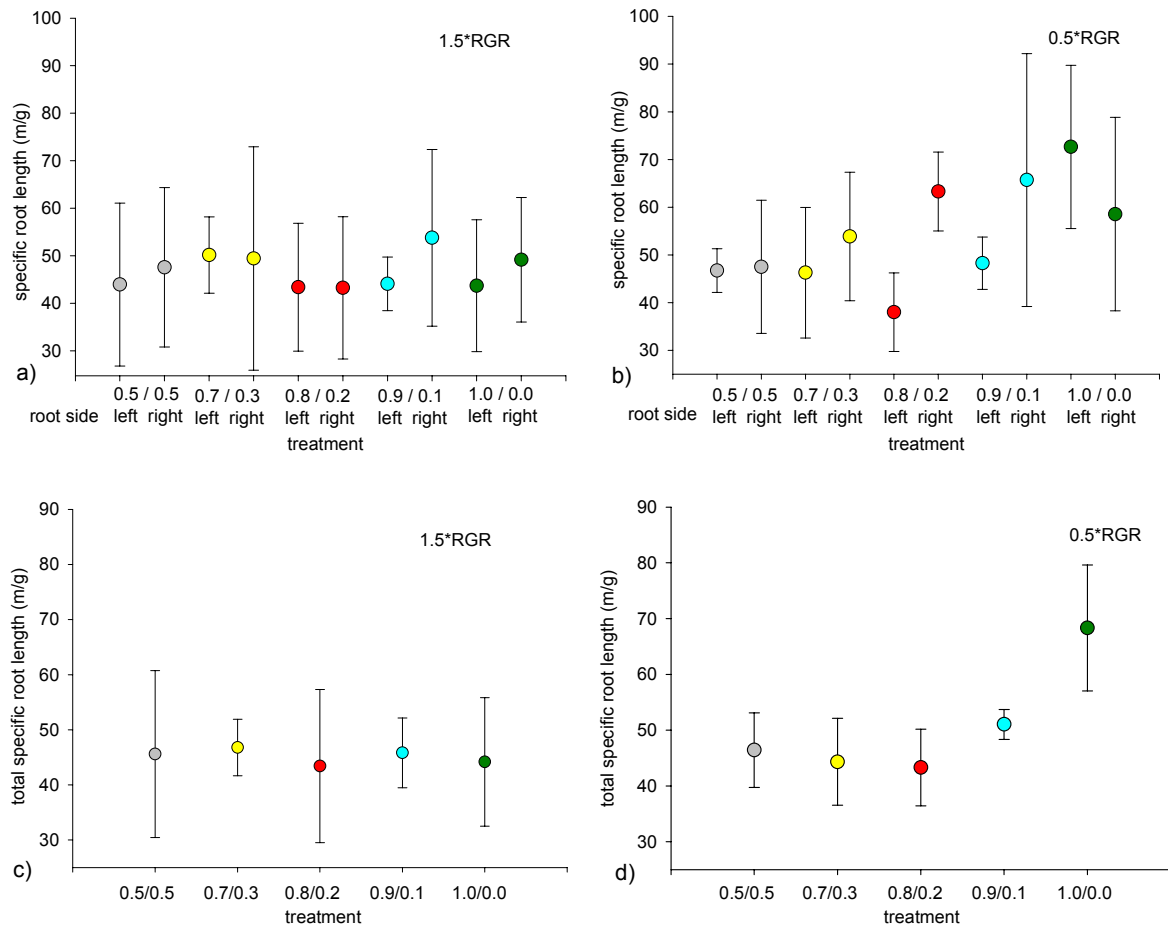 100
90
80
70
60
50
40
30
specific root length (m/g)
1.5*RGR
a)
0.5 / 0.5 0.7 / 0.3 0.8 / 0.2 0.9 / 0.1 1.0 / 0.0
root side left right left right left right left right left right
treatment
100
90
80
70
60
50
40
30
specific root length (m/g)
0.5*RGR
b)
0.5 / 0.5 0.7 / 0.3 0.8 / 0.2 0.9 / 0.1 1.0 / 0.0
root side left right left right left right left right left right
treatment
90
80
70
60
50
40
30
total specific root length (m/g)
1.5*RGR
c)
0.5/0.5 0.7/0.3 0.8/0.2 0.9/0.1 1.0/0.0
treatment
90
80
70
60
50
40
30
total specific root length (m/g)
0.5*RGR
d)
0.5/0.5 0.7/0.3 0.8/0.2 0.9/0.1 1.0/0.0
treatment